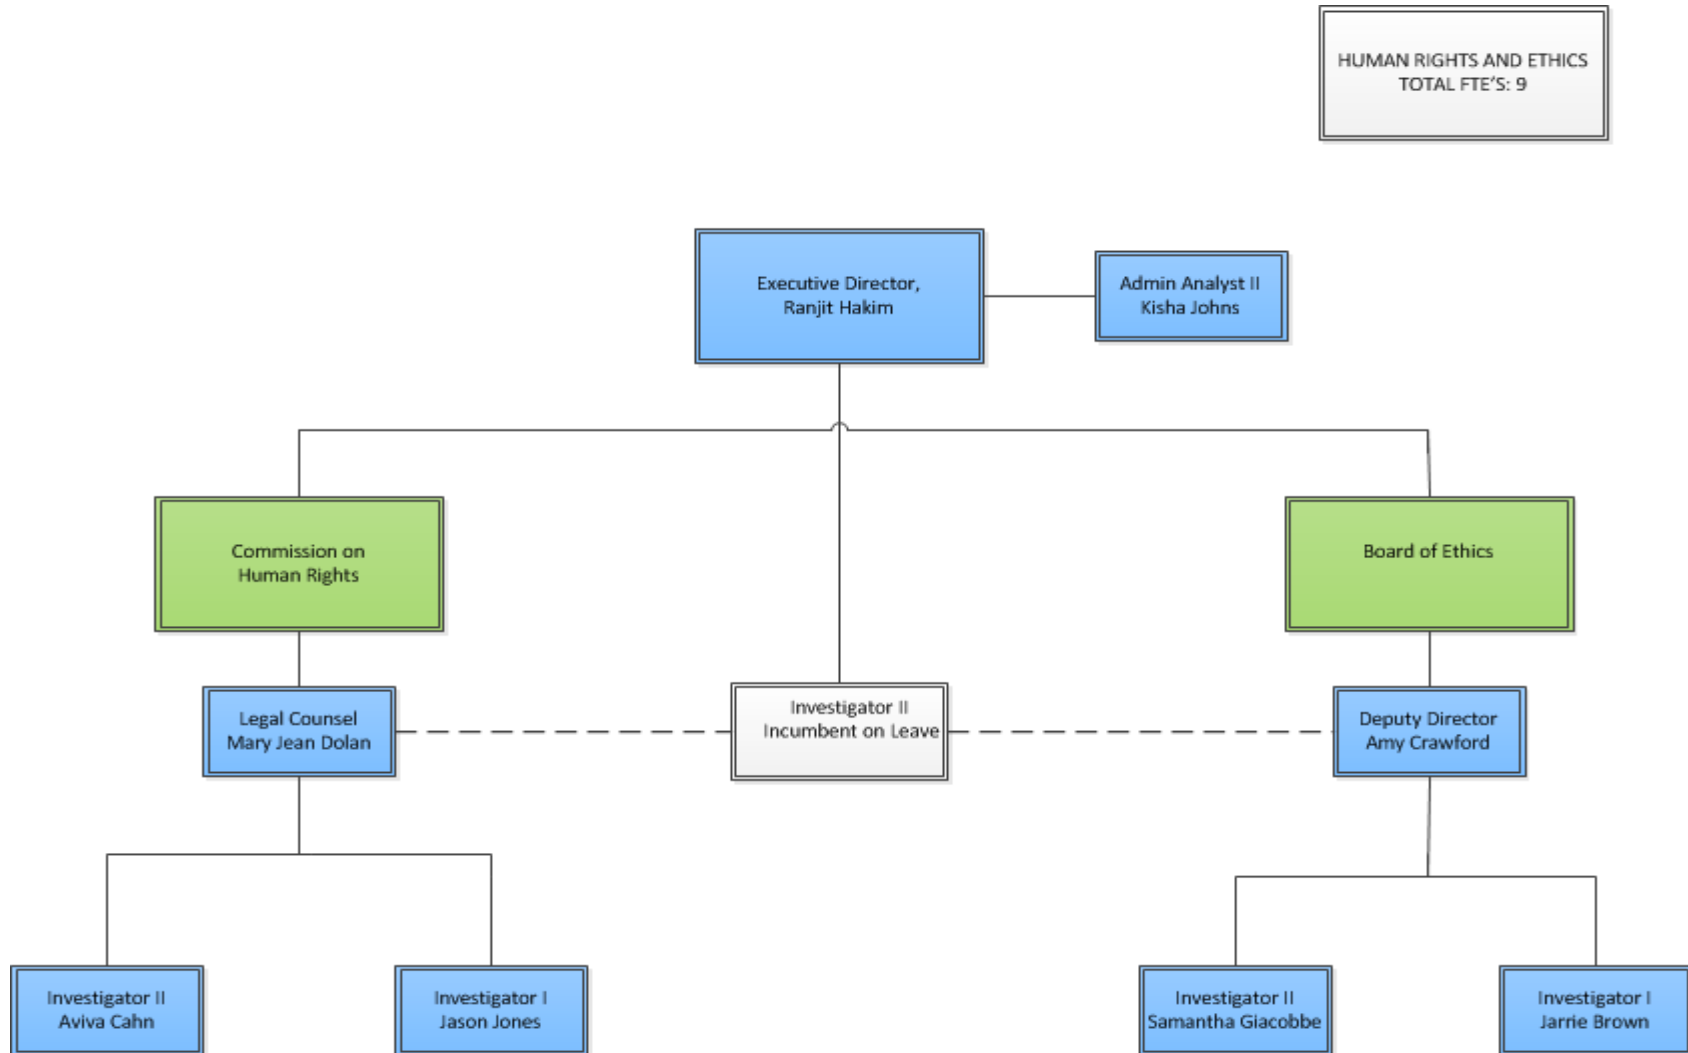 HUMAN RIGHTS AND ETHICS
TOTAL FTE'S: 9
Executive Director,
Ranjit Hakim
Admin Analyst II
Kisha Johns
Commission on
Human Rights
Board of Ethics
Legal Counsel
Mary Jean Dolan
Investigator II
Incumbent on Leave
Deputy Director
Amy Crawford
Investigator II
Aviva Cahn
Investigator I
Jason Jones
Investigator II
Samantha Giacobbe
Investigator I
Jarrie Brown